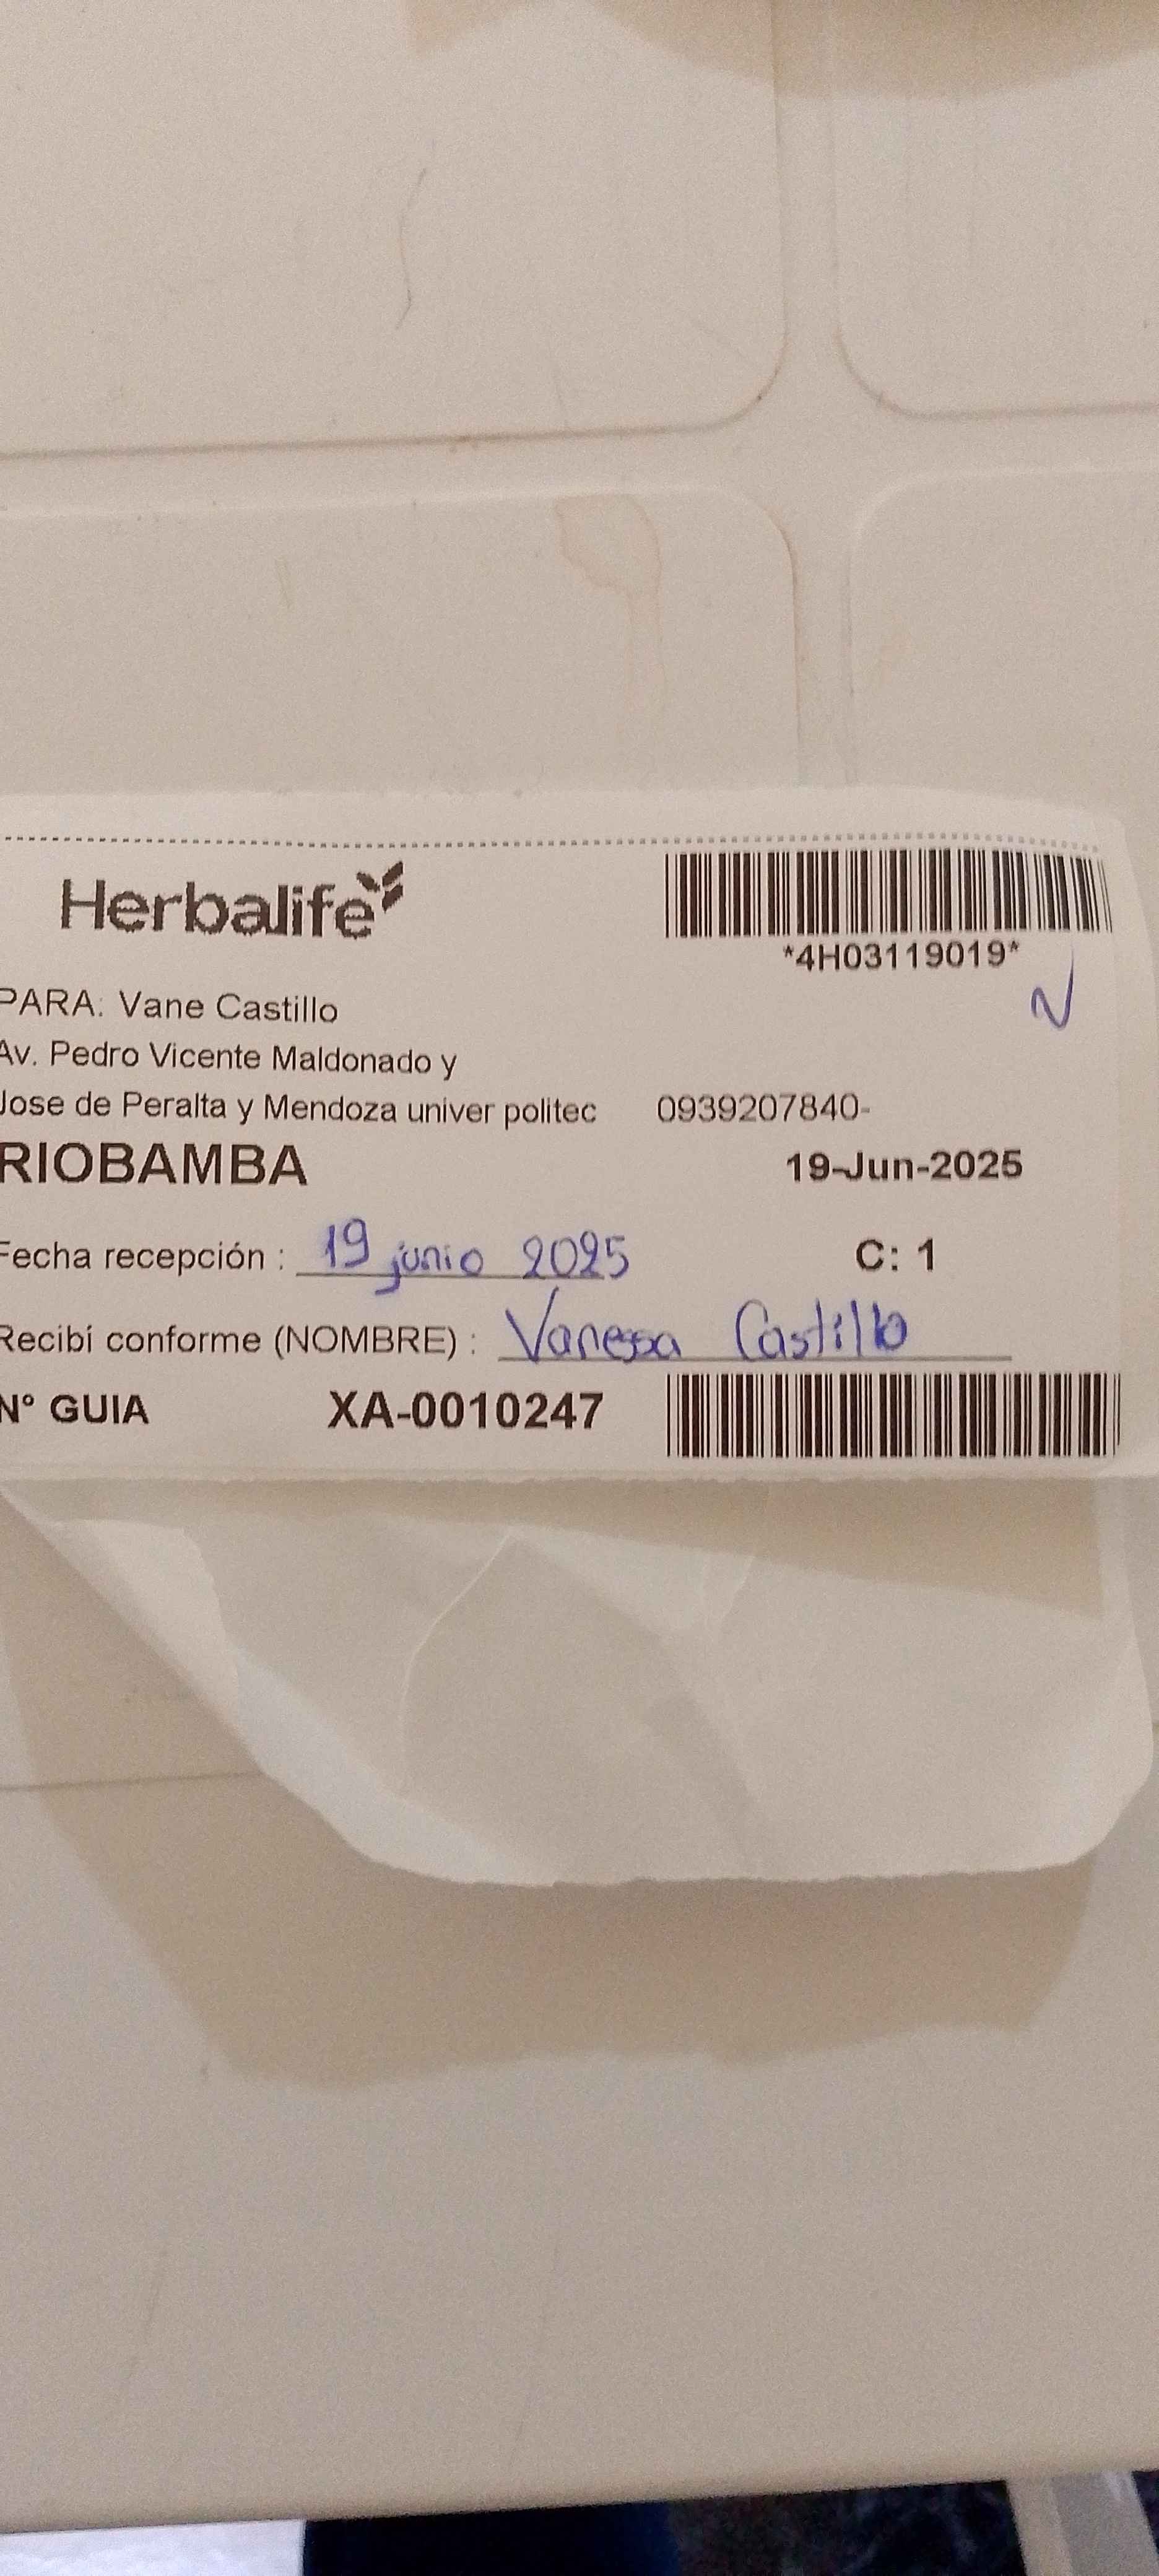 Herbalife
*4H03119019*
PARA: Vane Castillo
Av. Pedro Vicente Maldonado y
Jose de Peralta y Mendoza univer politec 0939207840-
RIOBAMBA 19-Jun-2025
Fecha recepción : 19 junio 2025 C: 1
Recibí conforme (NOMBRE) : Vanessa Castillo
N° GUIA XA-0010247